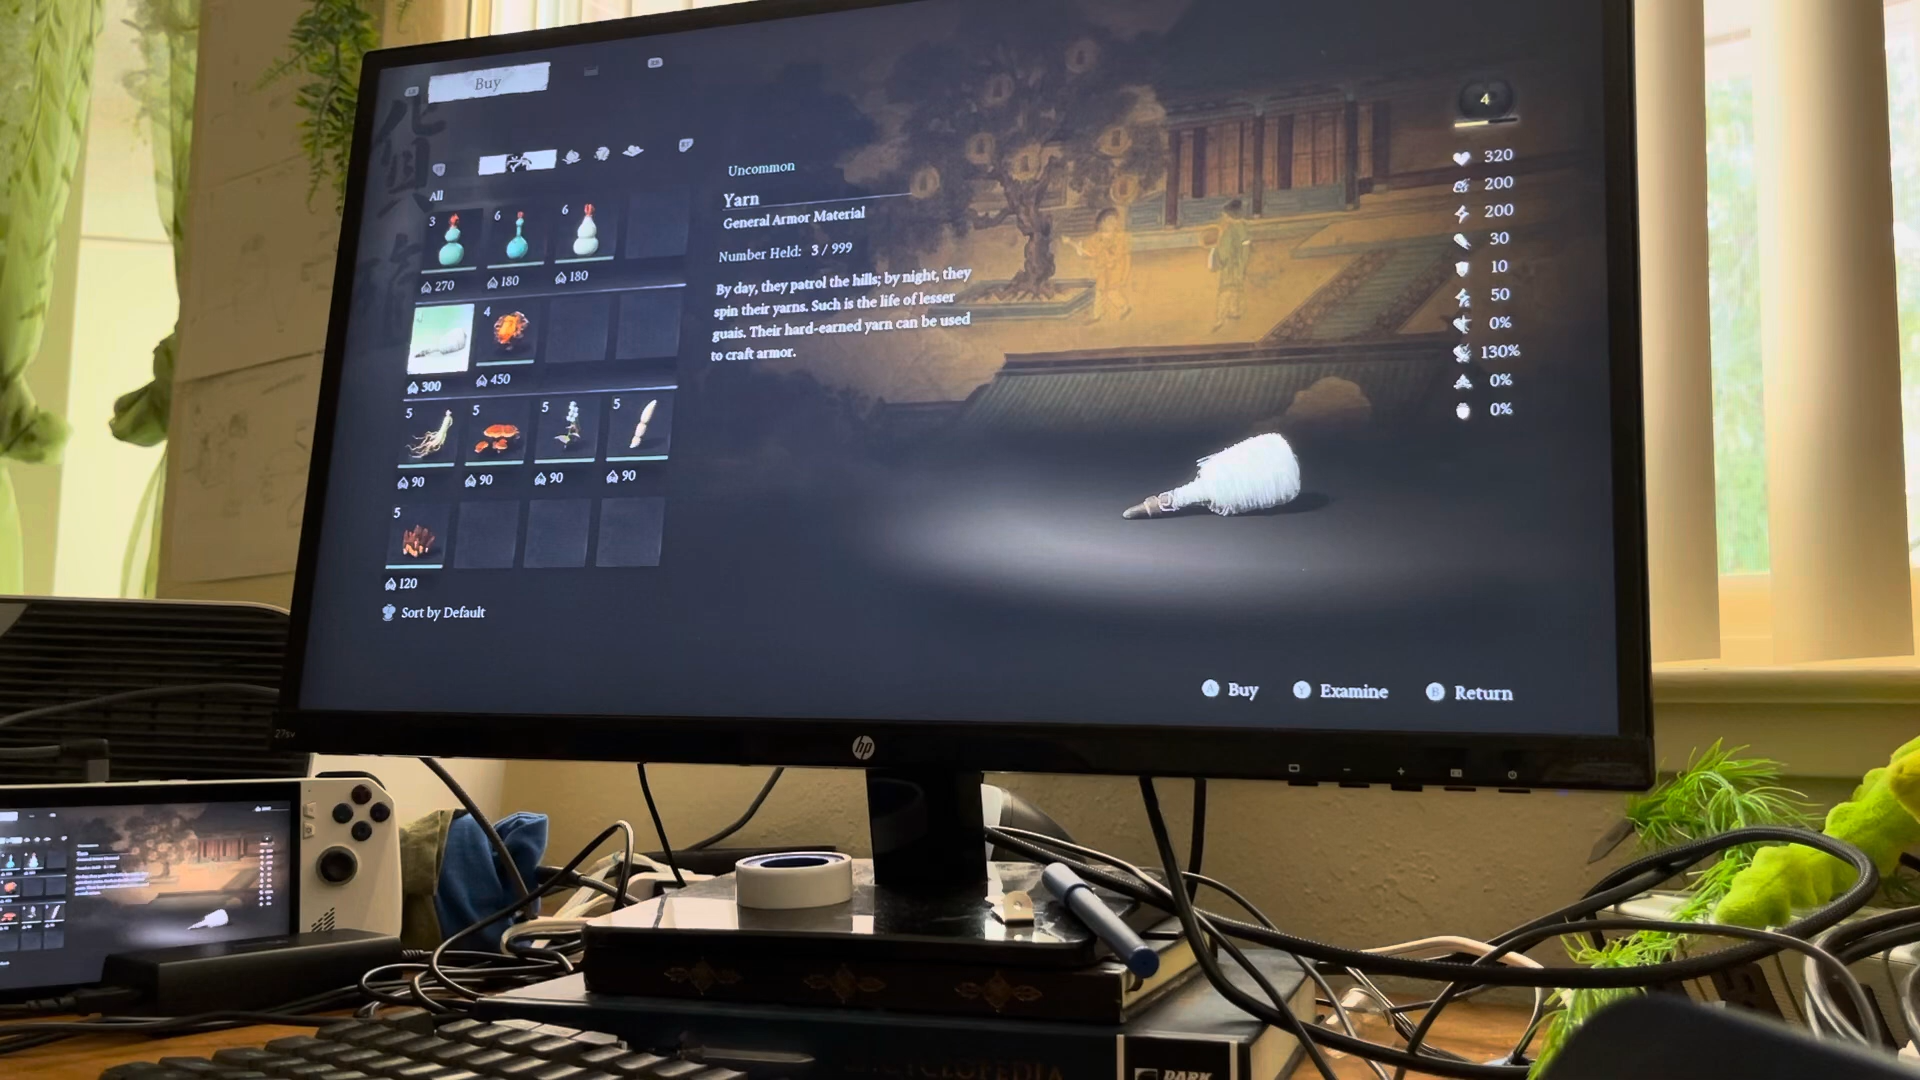 Buy
All
3
6
6
270
180
180
4
300
450
5
5
5
5
90
90
90
90
5
120
Sort by Default
Uncommon
Yarn
General Armor Material
Number Held: 3 / 999
By day, they patrol the hills; by night, they
spin their yarns. Such is the life of lesser
guais. Their hard-earned yarn can be used
to craft armor.
4
320
200
200
30
10
50
0%
130%
0%
0%
A Buy
Y Examine
B Return
hp
DARK